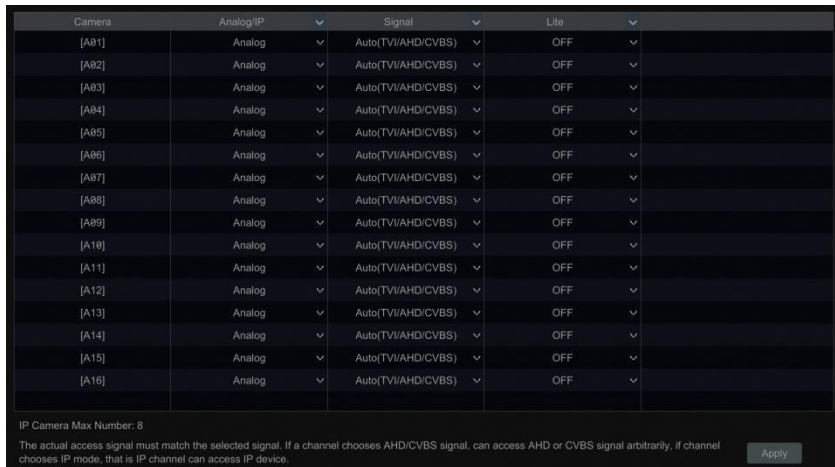 Camera Analog/IP Signal Lite
[A01] Analog Auto(TVI/AHD/CVBS) OFF
[A02] Analog Auto(TVI/AHD/CVBS) OFF
[A03] Analog Auto(TVI/AHD/CVBS) OFF
[A04] Analog Auto(TVI/AHD/CVBS) OFF
[A05] Analog Auto(TVI/AHD/CVBS) OFF
[A06] Analog Auto(TVI/AHD/CVBS) OFF
[A07] Analog Auto(TVI/AHD/CVBS) OFF
[A08] Analog Auto(TVI/AHD/CVBS) OFF
[A09] Analog Auto(TVI/AHD/CVBS) OFF
[A10] Analog Auto(TVI/AHD/CVBS) OFF
[A11] Analog Auto(TVI/AHD/CVBS) OFF
[A12] Analog Auto(TVI/AHD/CVBS) OFF
[A13] Analog Auto(TVI/AHD/CVBS) OFF
[A14] Analog Auto(TVI/AHD/CVBS) OFF
[A15] Analog Auto(TVI/AHD/CVBS) OFF
[A16] Analog Auto(TVI/AHD/CVBS) OFF
IP Camera Max Number: 8
The actual access signal must match the selected signal. If a channel chooses AHD/CVBS signal, can access AHD or CVBS signal arbitrarily, if channel
chooses IP mode, that is IP channel can access IP device.
Apply